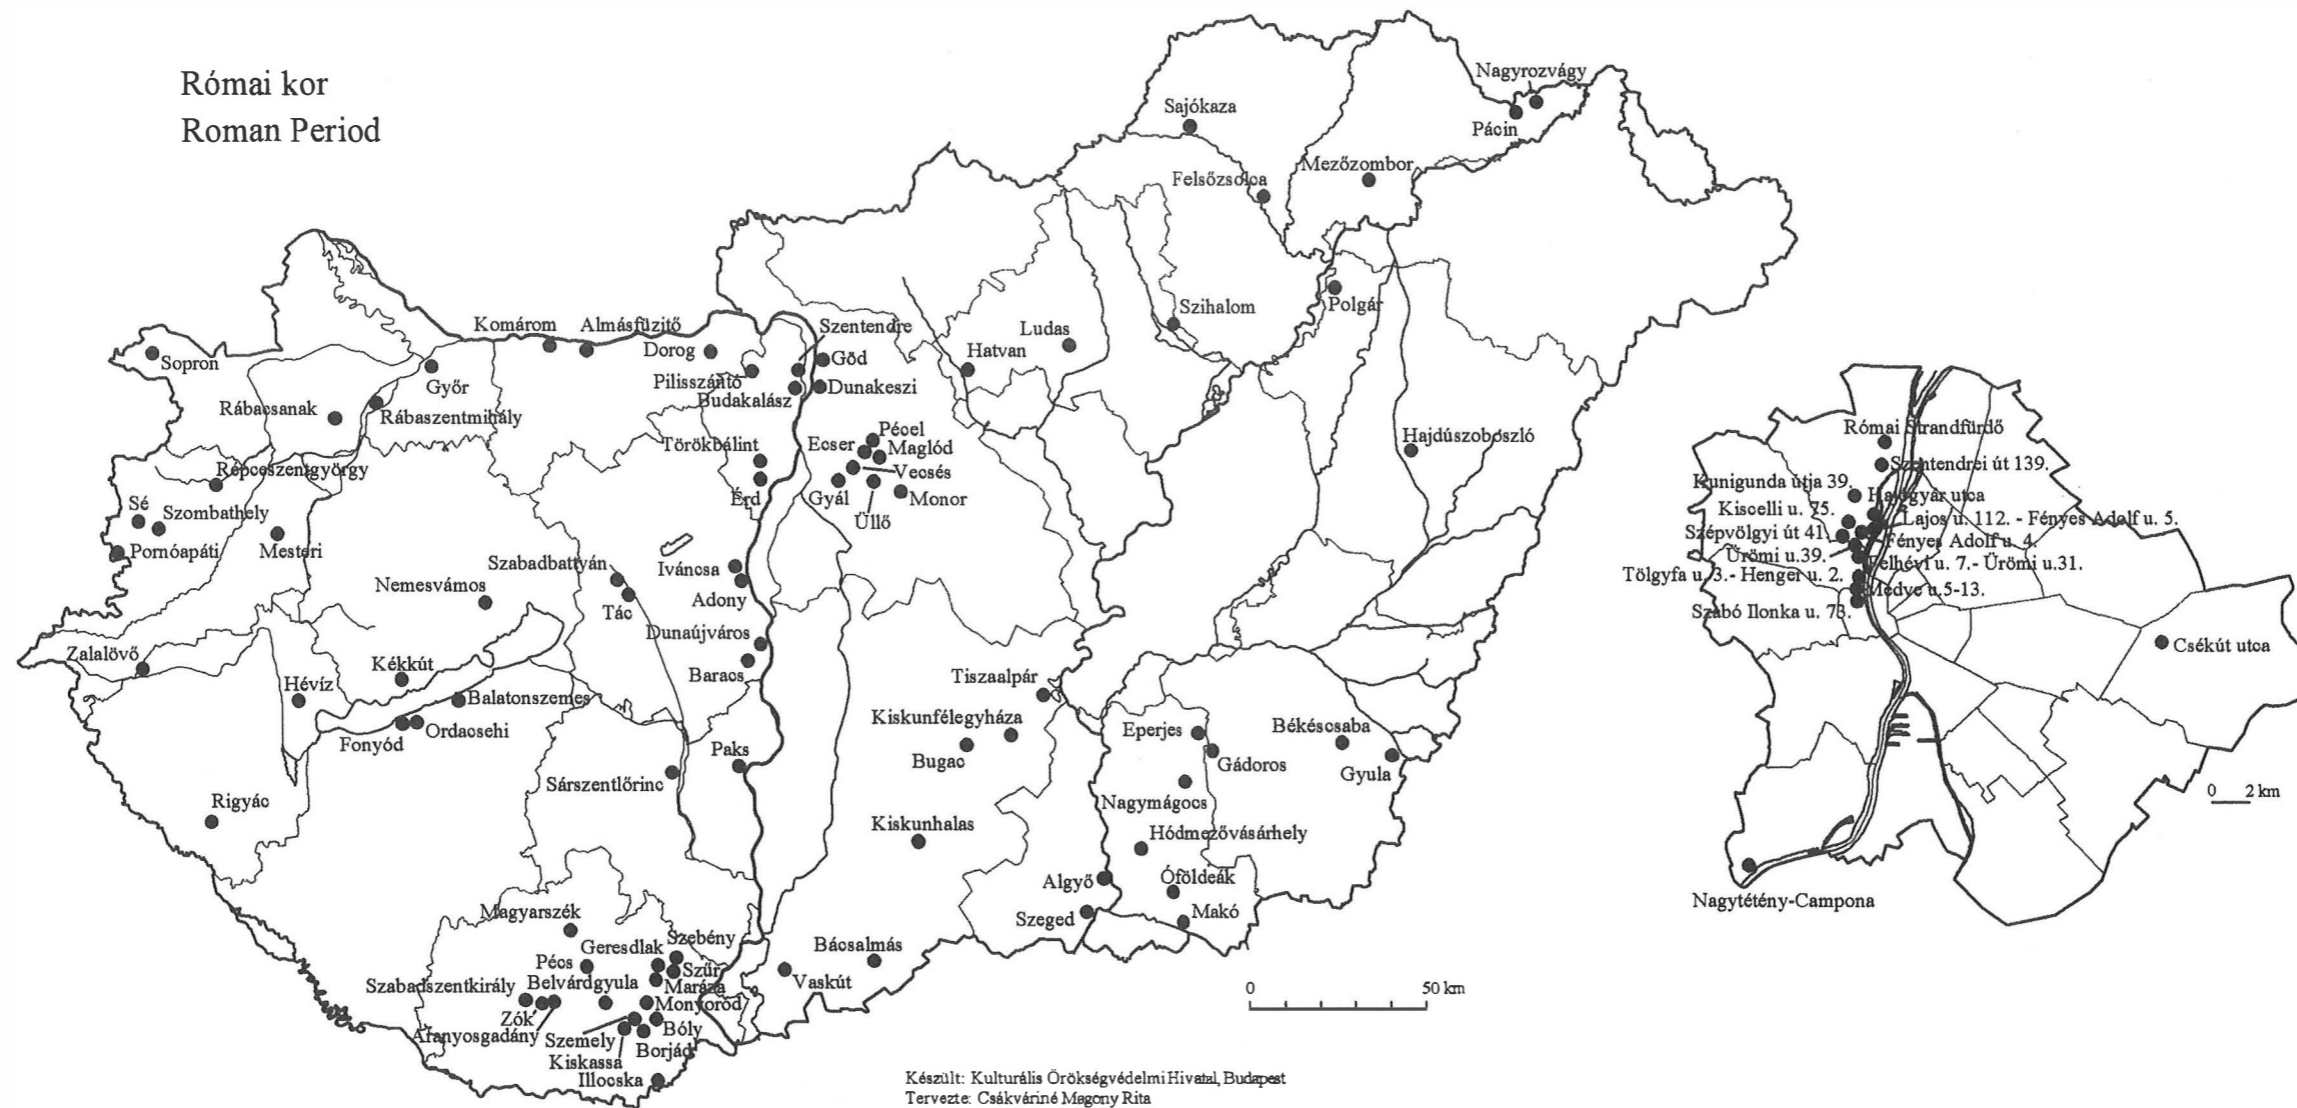 Római kor
Roman Period
Nagyrozvágy
Sajókaza
Pácin
Mezőzombor
Felsőzsolca
Komárom
Almásfüzitő
Szentendre
Ludas
Szihalom
Polgár
Sopron
Dorog
Göd
Hatvan
Győr
Pilisszántó
Dunakeszi
Budakalász
Rábacsanak
Rábaszentmihály
Pécel
Törökbálint
Ecser
Maglód
Hajdúszoboszló
Répceszentgyörgy
Vecsés
Érd
Gyál
Monor
Sé
Szombathely
Üllő
Pornóapáti
Mesteri
Szabadbattyán
Iváncsa
Nemesvámos
Tác
Adony
Dunaújváros
Zalalövő
Kékkút
Baracs
Hévíz
Balatonszemes
Tiszaalpár
Kiskunfélegyháza
Fonyód
Ordacsehi
Eperjes
Békéscsaba
Paks
Bugac
Gádoros
Gyula
Sárszentlőrinc
Rigyác
Nagymágocs
Kiskunhalas
Hódmezővásárhely
Algyő
Óföldeák
Magyarszék
Szeged
Makó
Szebény
Geresdlak
Bácsalmás
Pécs
Szűr
Szabadszentkirály
Belvárdgyula
Maráza
Vaskút
Monyoród
Zók
Aranyosgadány
Szemely
Bóly
Kiskassa
Borjád
Illocska
0 50 km
Készült: Kulturális Örökségvédelmi Hivatal, Budapest
Tervezte: Csákváriné Magony Rita
Római Strandfürdő
Szentendrei út 139.
Kunigunda útja 39.
Hajógyár utca
Kiscelli u. 75.
Lajos u. 112. - Fényes Adolf u. 5.
Szépvölgyi út 41.
Fényes Adolf u. 4.
Ürömi u.39.
Felhévi u. 7.- Ürömi u.31.
Tölgyfa u. 3.- Henger u. 2.
Medve u.5-13.
Szabó Ilonka u. 73.
Csékút utca
0 2 km
Nagytétény-Campona